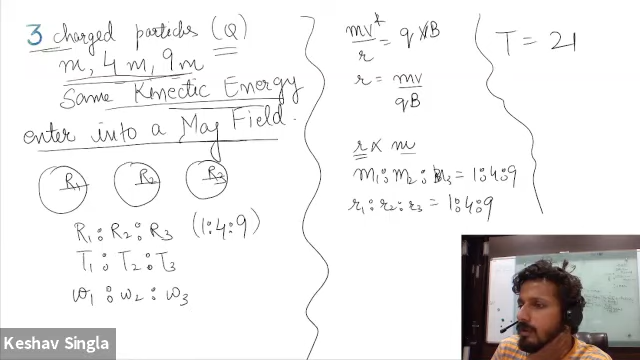 3 charged particles (Q)
m, 4m, 9m
Same Kinectic Energy
enter into a Mag Field.
R1 R2 R3
R1 : R2 : R3 (1:4:9)
T1 : T2 : T3
ω1 : ω2 : ω3
mv²/r = qvB
r = mv/qB
r ∝ m
m1 : m2 : m3 = 1:4:9
r1 : r2 : r3 = 1:4:9
T = 21
Keshav Singla